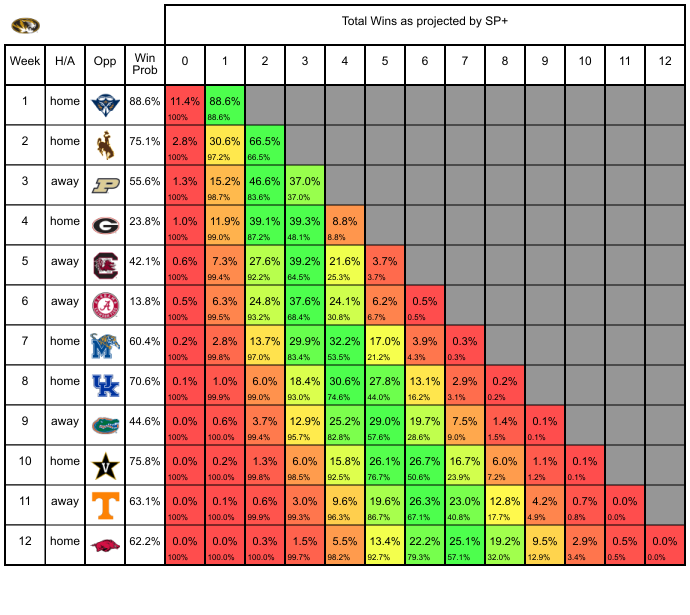 Total Wins as projected by SP+
Week H/A Opp Win Prob 0 1 2 3 4 5 6 7 8 9 10 11 12
1 home 88.6% 11.4% 88.6%
100% 88.6%
2 home 75.1% 2.8% 30.6% 66.5%
100% 97.2% 66.5%
3 away P 55.6% 1.3% 15.2% 46.6% 37.0%
100% 98.7% 83.6% 37.0%
4 home G 23.8% 1.0% 11.9% 39.1% 39.3% 8.8%
100% 99.0% 87.2% 48.1% 8.8%
5 away C 42.1% 0.6% 7.3% 27.6% 39.2% 21.6% 3.7%
100% 99.4% 92.2% 64.5% 25.3% 3.7%
6 away A 13.8% 0.5% 6.3% 24.8% 37.6% 24.1% 6.2% 0.5%
100% 99.5% 93.2% 68.4% 30.8% 6.7% 0.5%
7 home M 60.4% 0.2% 2.8% 13.7% 29.9% 32.2% 17.0% 3.9% 0.3%
100% 99.8% 97.0% 83.4% 53.5% 21.2% 4.3% 0.3%
8 home UK 70.6% 0.1% 1.0% 6.0% 18.4% 30.6% 27.8% 13.1% 2.9% 0.2%
100% 99.9% 99.0% 93.0% 74.6% 44.0% 16.2% 3.1% 0.2%
9 away 44.6% 0.0% 0.6% 3.7% 12.9% 25.2% 29.0% 19.7% 7.5% 1.4% 0.1%
100% 100.0% 99.4% 95.7% 82.8% 57.6% 28.6% 9.0% 1.5% 0.1%
10 home V 75.8% 0.0% 0.2% 1.3% 6.0% 15.8% 26.1% 26.7% 16.7% 6.0% 1.1% 0.1%
100% 100.0% 99.8% 98.5% 92.5% 76.7% 50.6% 23.9% 7.2% 1.2% 0.1%
11 away T 63.1% 0.0% 0.1% 0.6% 3.0% 9.6% 19.6% 26.3% 23.0% 12.8% 4.2% 0.7% 0.0%
100% 100.0% 99.9% 99.3% 96.3% 86.7% 67.1% 40.8% 17.7% 4.9% 0.8% 0.0%
12 home 62.2% 0.0% 0.0% 0.3% 1.5% 5.5% 13.4% 22.2% 25.1% 19.2% 9.5% 2.9% 0.5% 0.0%
100% 100.0% 100.0% 99.7% 98.2% 92.7% 79.3% 57.1% 32.0% 12.9% 3.4% 0.5% 0.0%